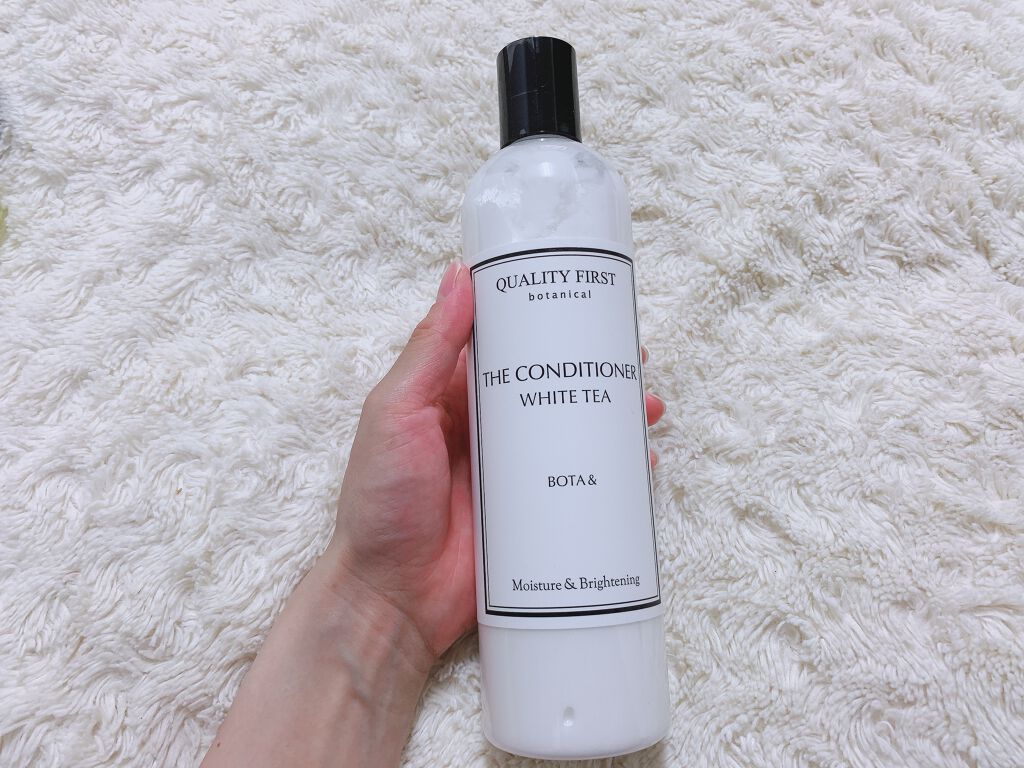 QUALITY FIRST
botanical
THE CONDITIONER
WHITE TEA
BOTA &
Moisture & Brightening